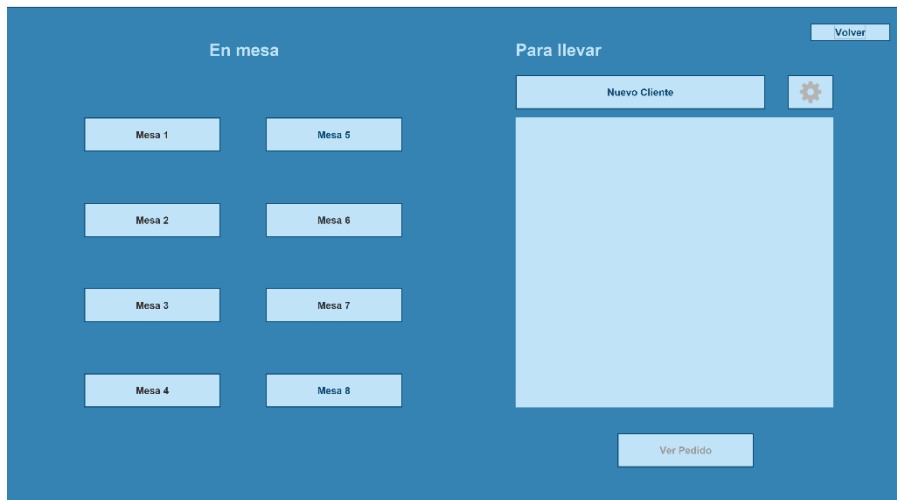 Volver
En mesa
Para llevar
Nuevo Cliente
Mesa 1
Mesa 5
Mesa 2
Mesa 6
Mesa 3
Mesa 7
Mesa 4
Mesa 8
Ver Pedido